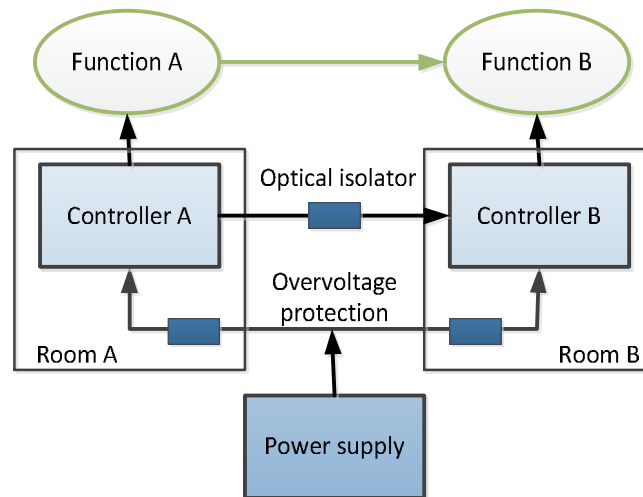 Function A
Function B
Optical isolator
Controller A
Controller B
Overvoltage
protection
Room A
Room B
Power supply